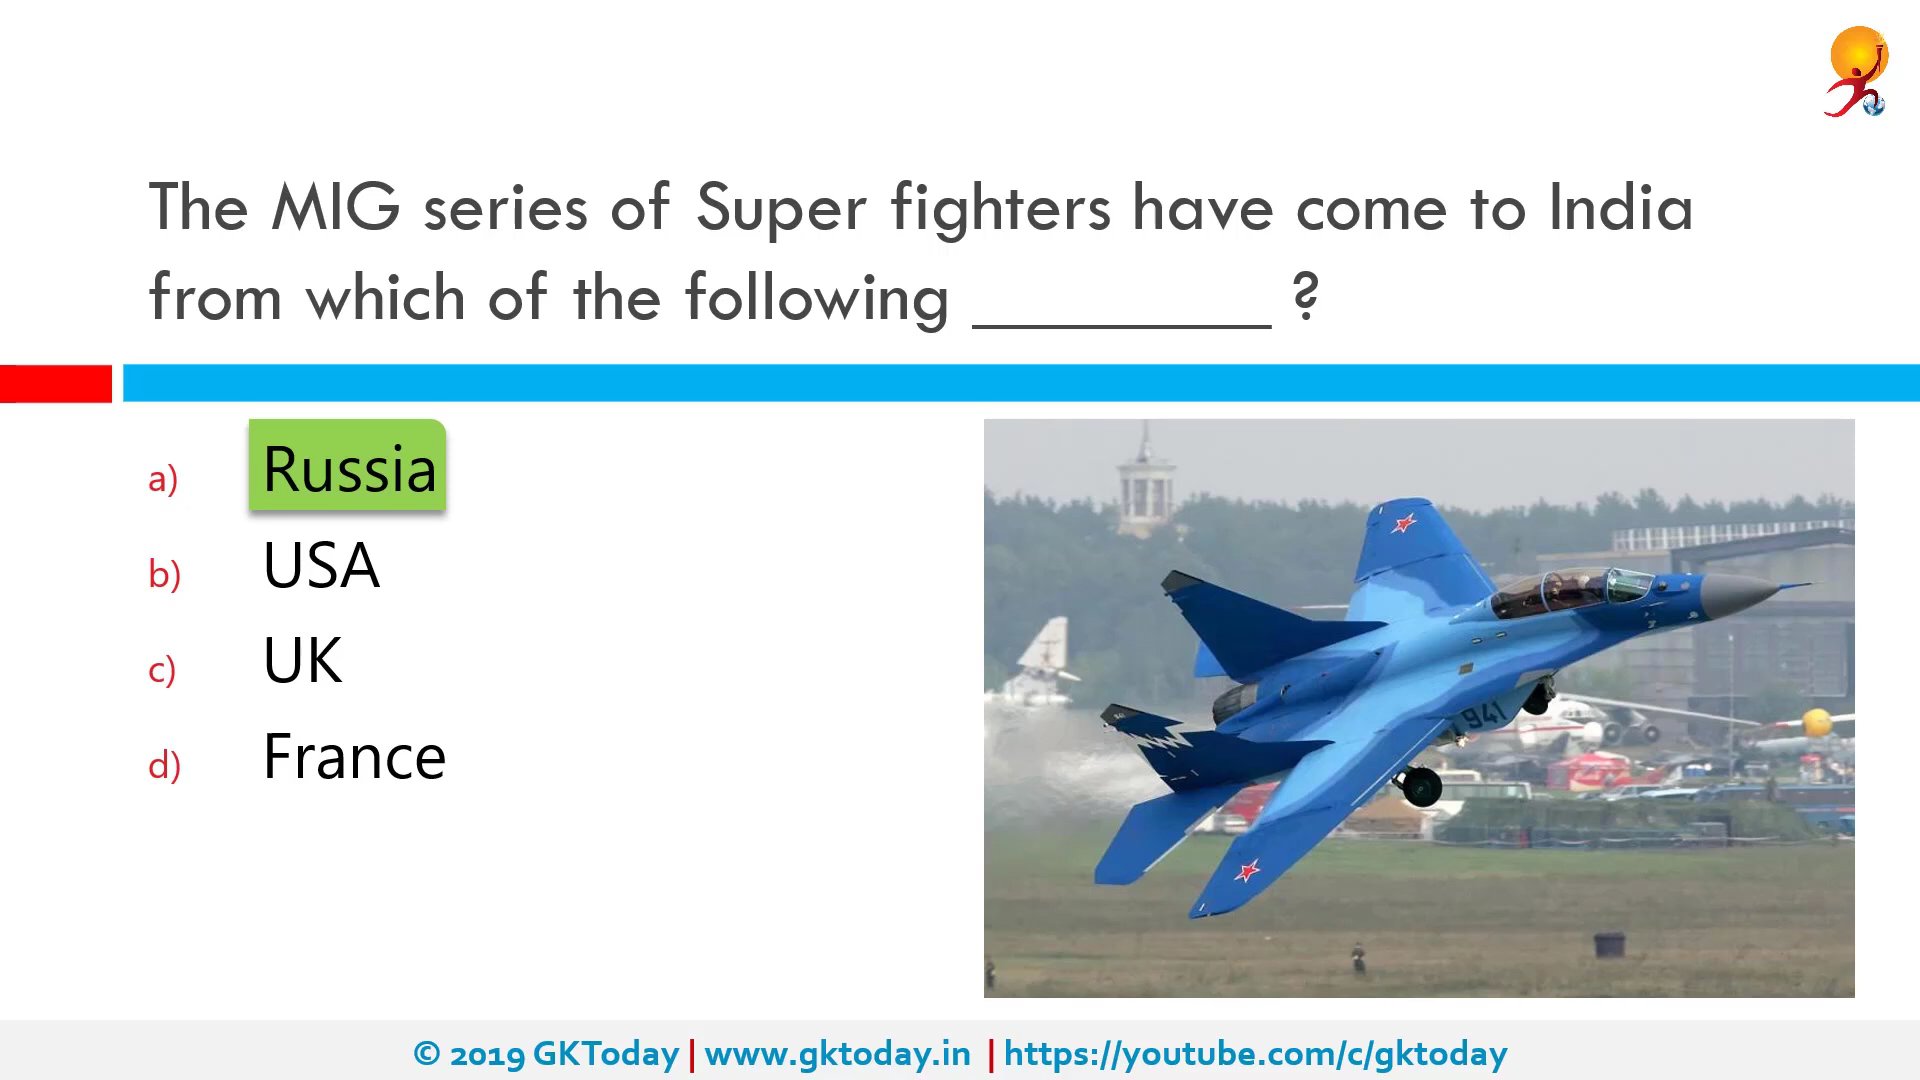 The MIG series of Super fighters have come to India
from which of the following _________ ?
a) Russia
b) USA
c) UK
d) France
941
© 2019 GKToday | www.gktoday.in | https://youtube.com/c/gktoday